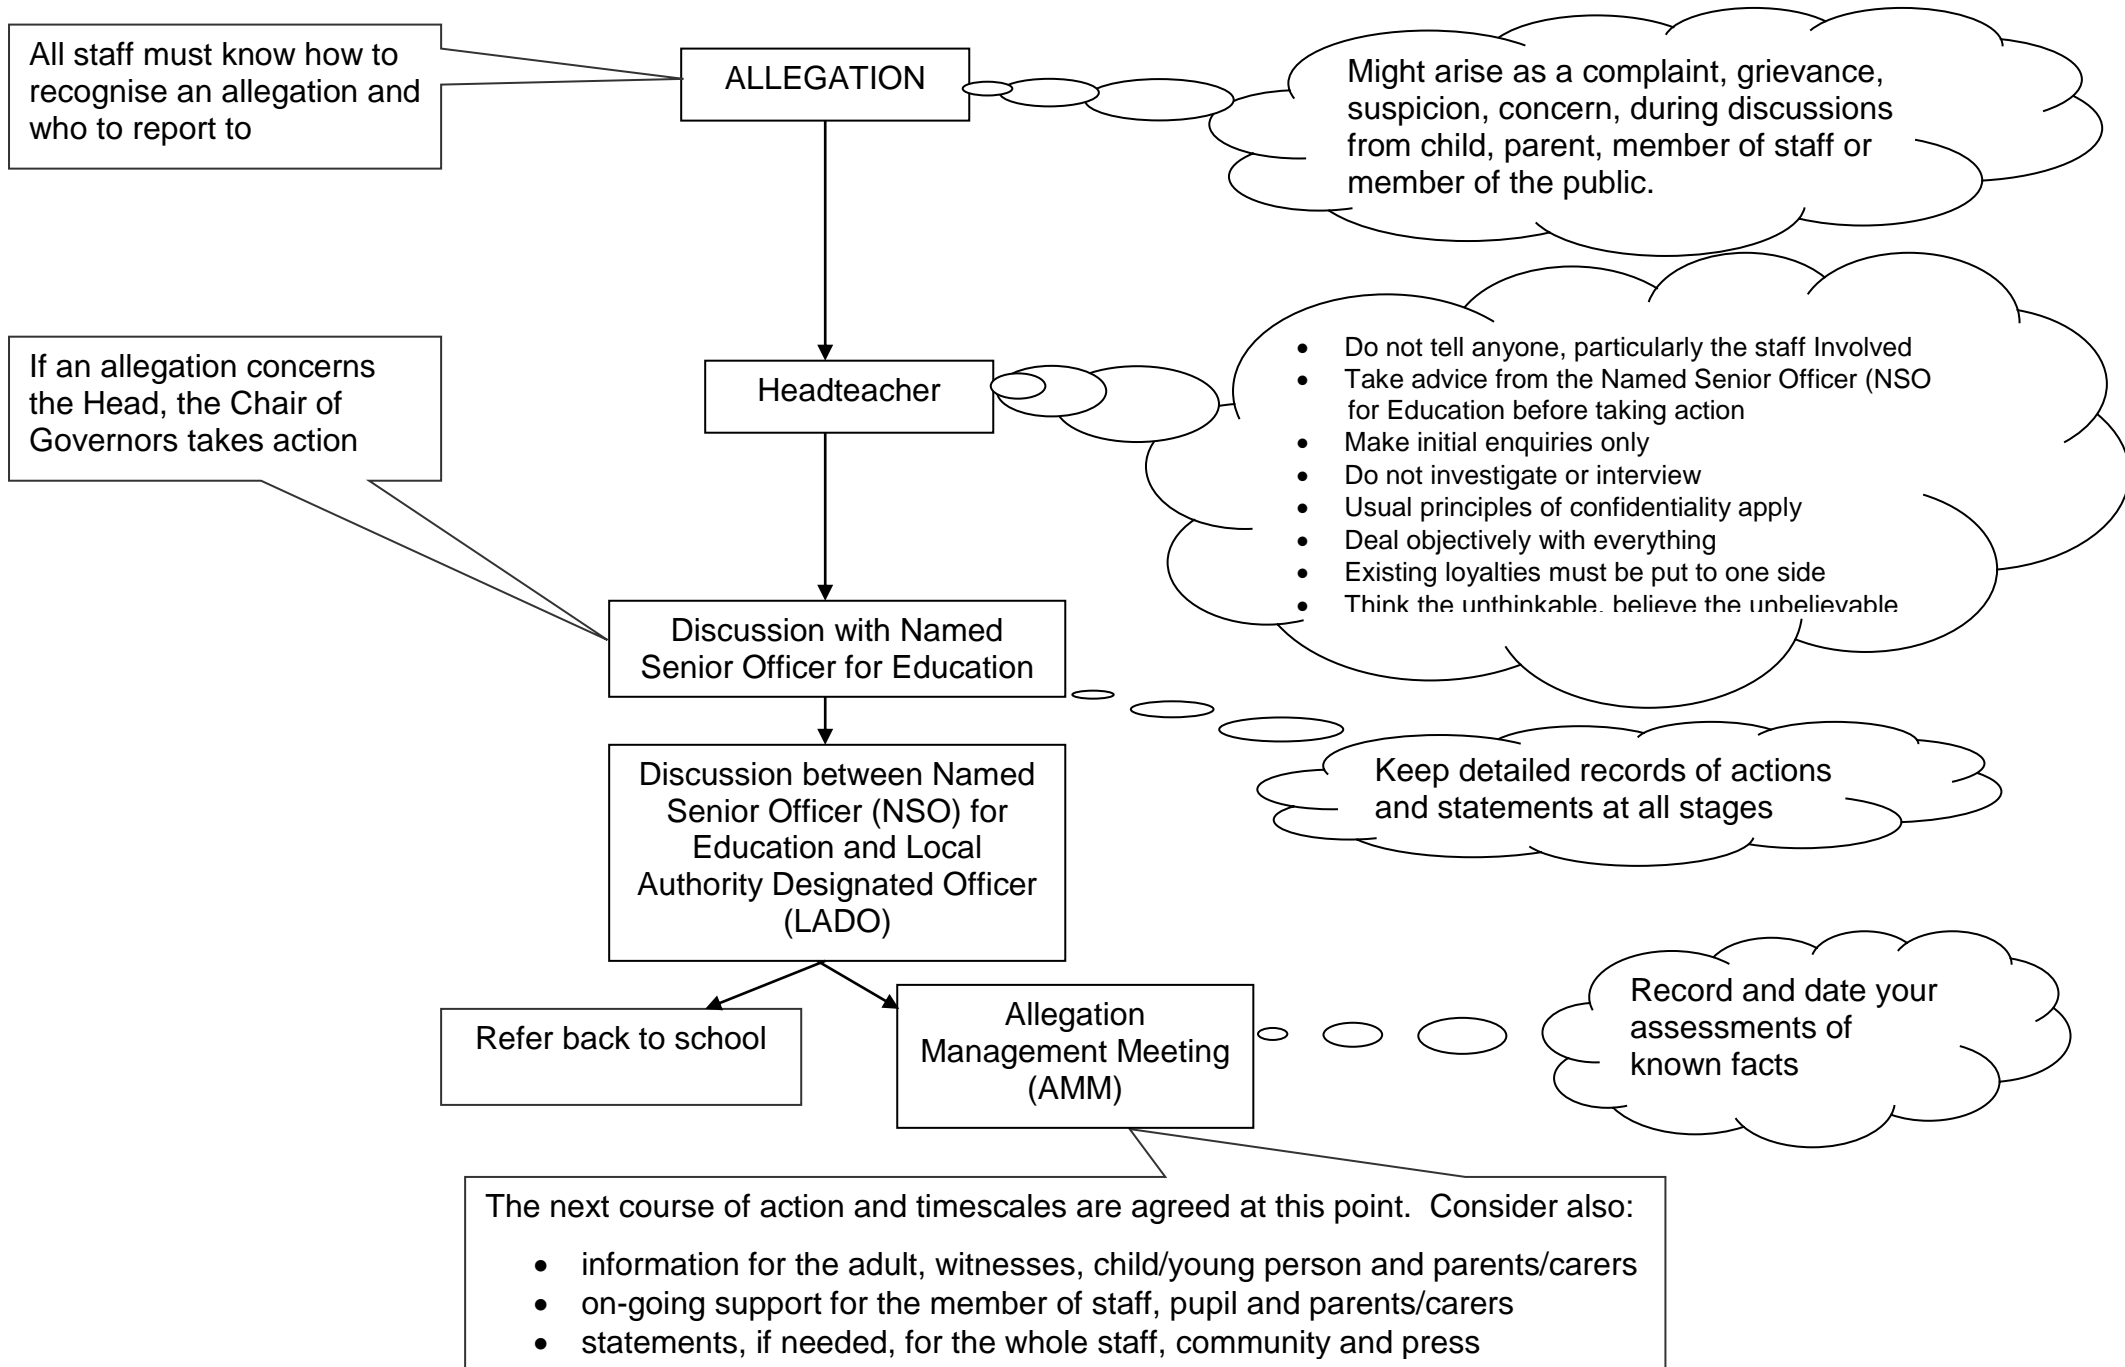 All staff must know how to
recognise an allegation and
who to report to
ALLEGATION
Might arise as a complaint, grievance,
suspicion, concern, during discussions
from child, parent, member of staff or
member of the public.
If an allegation concerns
the Head, the Chair of
Governors takes action
Headteacher
• Do not tell anyone, particularly the staff Involved
• Take advice from the Named Senior Officer (NSO
for Education before taking action
• Make initial enquiries only
• Do not investigate or interview
• Usual principles of confidentiality apply
• Deal objectively with everything
• Existing loyalties must be put to one side
• Think the unthinkable, believe the unbelievable
Discussion with Named
Senior Officer for Education
Keep detailed records of actions
and statements at all stages
Discussion between Named
Senior Officer (NSO) for
Education and Local
Authority Designated Officer
(LADO)
Refer back to school
Allegation
Management Meeting
(AMM)
Record and date your
assessments of
known facts
The next course of action and timescales are agreed at this point.  Consider also:
• information for the adult, witnesses, child/young person and parents/carers
• on-going support for the member of staff, pupil and parents/carers
• statements, if needed, for the whole staff, community and press